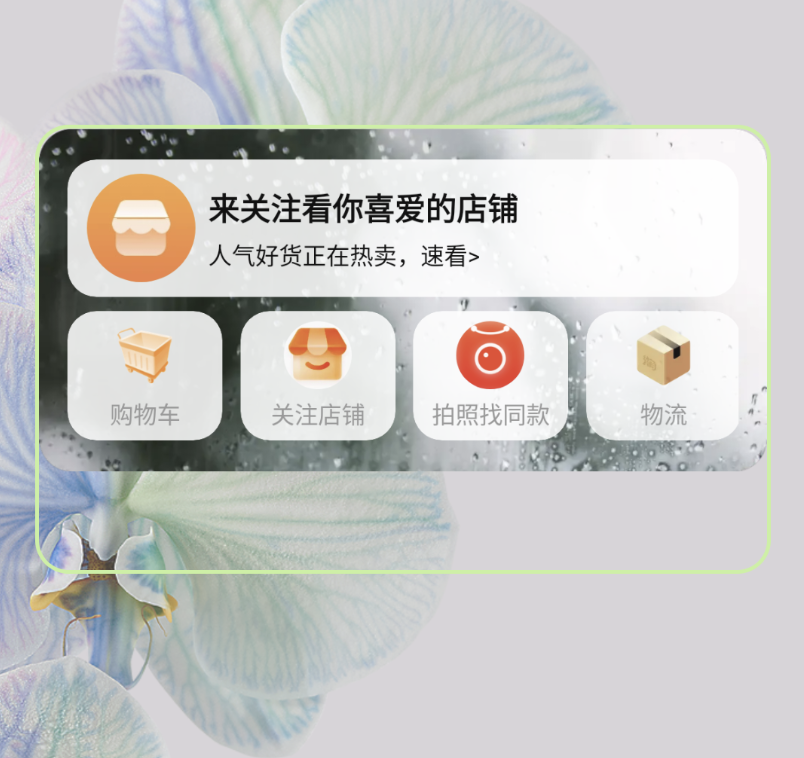 来关注看你喜爱的店铺
人气好货正在热卖，速看>
购物车
关注店铺
拍照找同款
物流